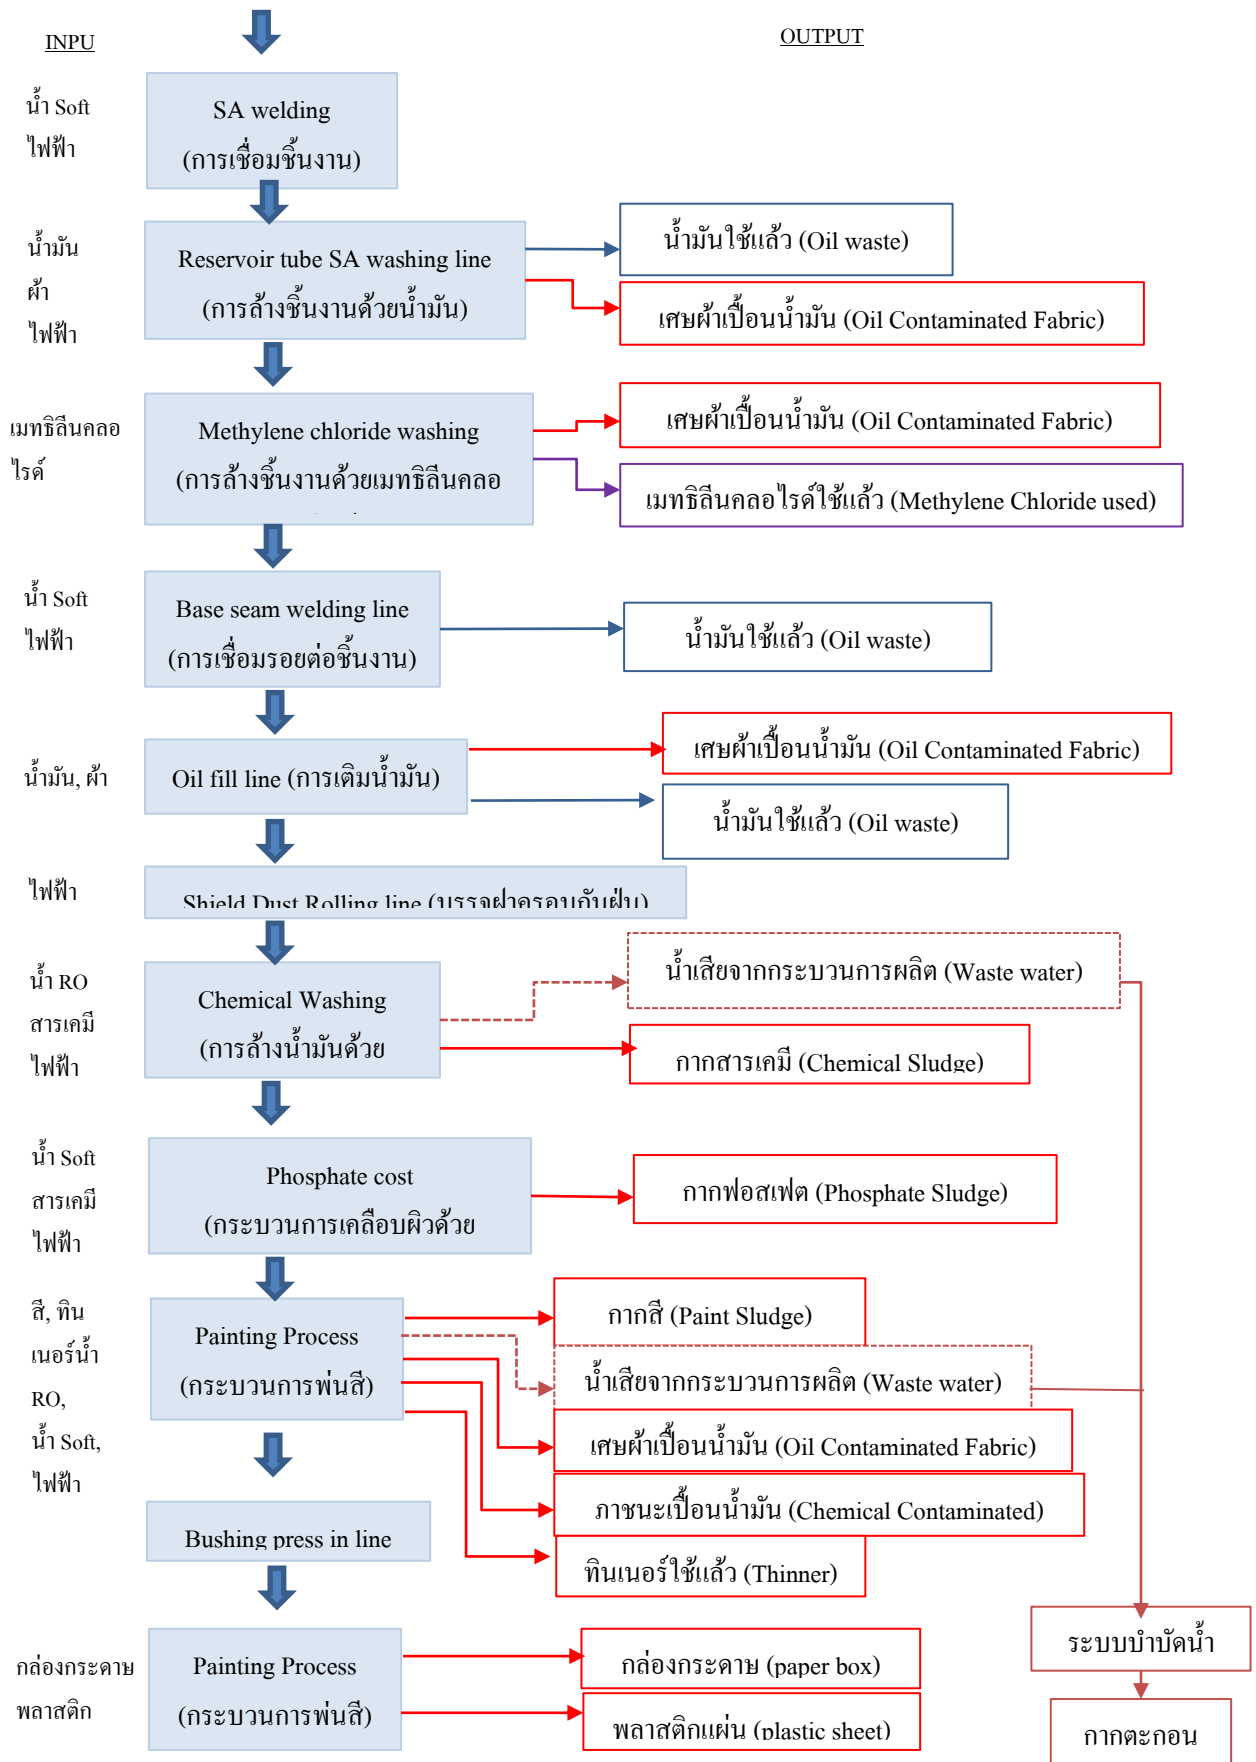 INPU
OUTPUT
น้ำ Soft
ไฟฟ้า
SA welding
(การเชื่อมชิ้นงาน)
น้ำมัน
ผ้า
ไฟฟ้า
Reservoir tube SA washing line
(การล้างชิ้นงานด้วยน้ำมัน)
น้ำมันใช้แล้ว (Oil waste)
เศษผ้าเปื้อนน้ำมัน (Oil Contaminated Fabric)
เมทธิลีนคลอ
ไรด์
Methylene chloride washing
(การล้างชิ้นงานด้วยเมทธิลีนคลอ
เศษผ้าเปื้อนน้ำมัน (Oil Contaminated Fabric)
เมทธิลีนคลอไรด์ใช้แล้ว (Methylene Chloride used)
น้ำ Soft
ไฟฟ้า
Base seam welding line
(การเชื่อมรอยต่อชิ้นงาน)
น้ำมันใช้แล้ว (Oil waste)
น้ำมัน, ผ้า
Oil fill line (การเติมน้ำมัน)
เศษผ้าเปื้อนน้ำมัน (Oil Contaminated Fabric)
น้ำมันใช้แล้ว (Oil waste)
ไฟฟ้า
Shield Dust Rolling line (บรรจุฝาครอบกันฝุ่น)
น้ำ RO
สารเคมี
ไฟฟ้า
Chemical Washing
(การล้างน้ำมันด้วย
น้ำเสียจากกระบวนการผลิต (Waste water)
กากสารเคมี (Chemical Sludge)
น้ำ Soft
สารเคมี
ไฟฟ้า
Phosphate cost
(กระบวนการเคลือบผิวด้วย
กากฟอสเฟต (Phosphate Sludge)
สี, ทิน
เนอร์น้ำ
RO,
น้ำ Soft,
ไฟฟ้า
Painting Process
(กระบวนการพ่นสี)
กากสี (Paint Sludge)
น้ำเสียจากกระบวนการผลิต (Waste water)
เศษผ้าเปื้อนน้ำมัน (Oil Contaminated Fabric)
ภาชนะเปื้อนน้ำมัน (Chemical Contaminated)
ทินเนอร์ใช้แล้ว (Thinner)
Bushing press in line
กล่องกระดาษ
พลาสติก
Painting Process
(กระบวนการพ่นสี)
กล่องกระดาษ (paper box)
พลาสติกแผ่น (plastic sheet)
ระบบบำบัดน้ำ
กากตะกอน